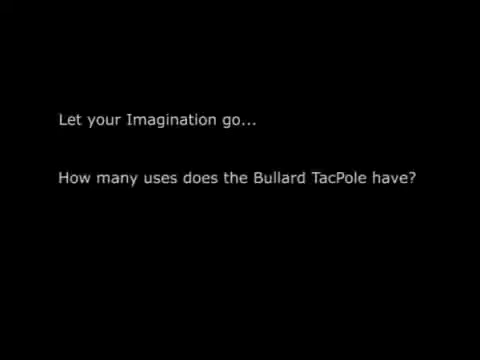 Let your Imagination go...
How many uses does the Bullard TacPole have?